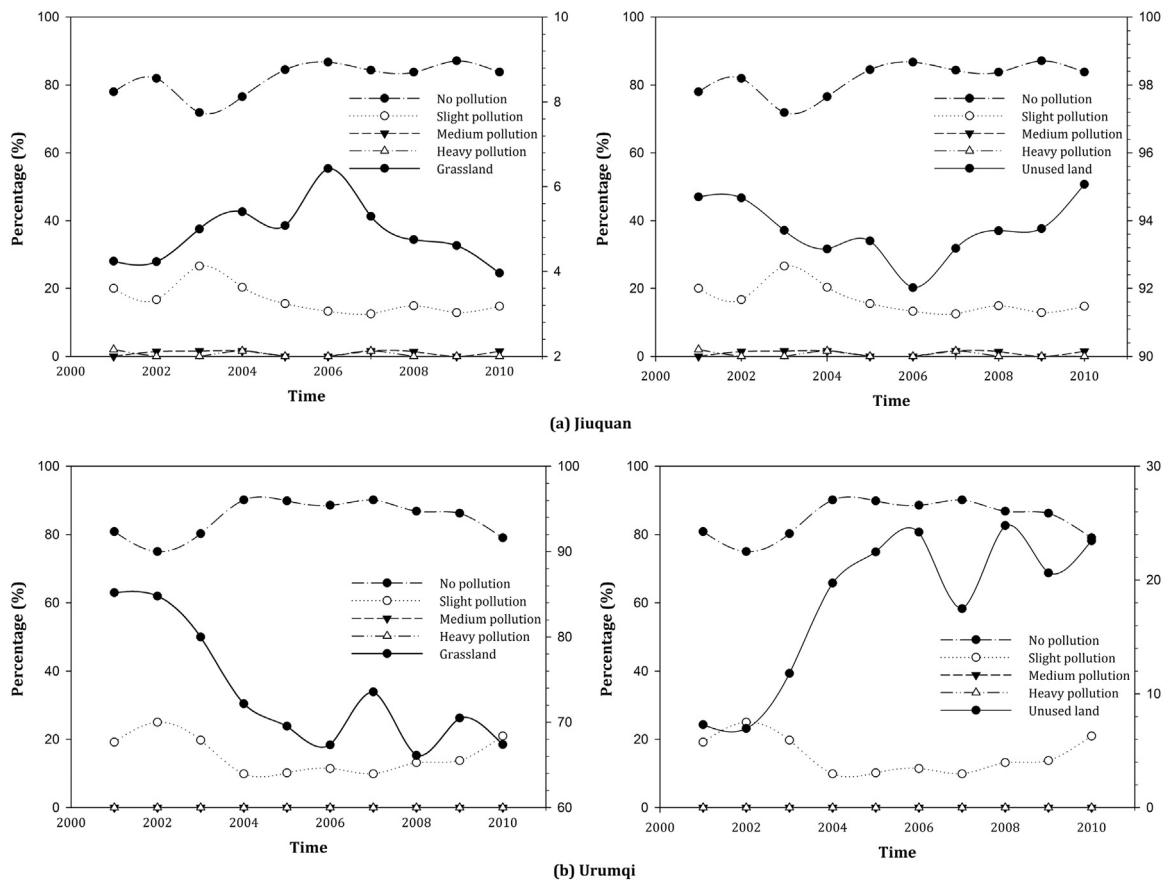 100
80
60
40
20
0
Percentage (%)
10
8
6
4
2
No pollution
Slight pollution
Medium pollution
Heavy pollution
Grassland
2000 2002 2004 2006 2008 2010
Time
100
80
60
40
20
0
Percentage (%)
100
98
96
94
92
90
No pollution
Slight pollution
Medium pollution
Heavy pollution
Unused land
2000 2002 2004 2006 2008 2010
Time
(a) Jiuquan
100
80
60
40
20
0
Percentage (%)
100
90
80
70
60
No pollution
Slight pollution
Medium pollution
Heavy pollution
Grassland
2000 2002 2004 2006 2008 2010
Time
100
80
60
40
20
0
Percentage (%)
30
20
10
0
No pollution
Slight pollution
Medium pollution
Heavy pollution
Unused land
2000 2002 2004 2006 2008 2010
Time
(b) Urumqi